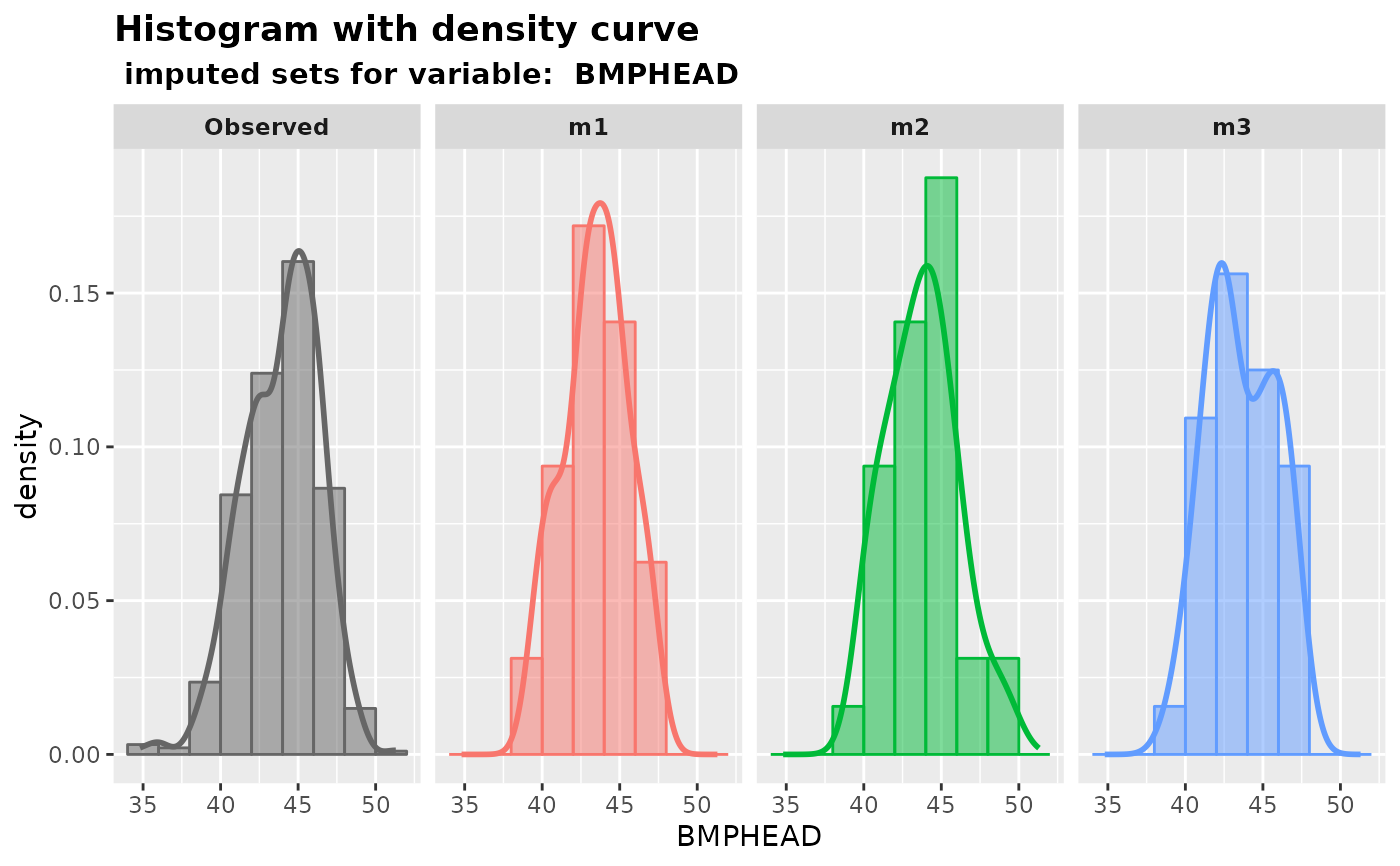 Histogram with density curve
imputed sets for variable:  BMPHEAD
Observed m1 m2 m3
0.15
0.10
0.05
0.00
density
35 40 45 50 35 40 45 50 35 40 45 50 35 40 45 50
BMPHEAD